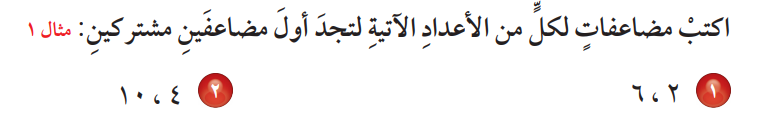 اكتبْ مضاعفاتٍ لكلٍّ من الأعدادِ الآتيةِ لتجدَ أولَ مضاعفَينِ مشتركينِ: مثال ١
١ ٢ ، ٦
٢ ٤ ، ١٠